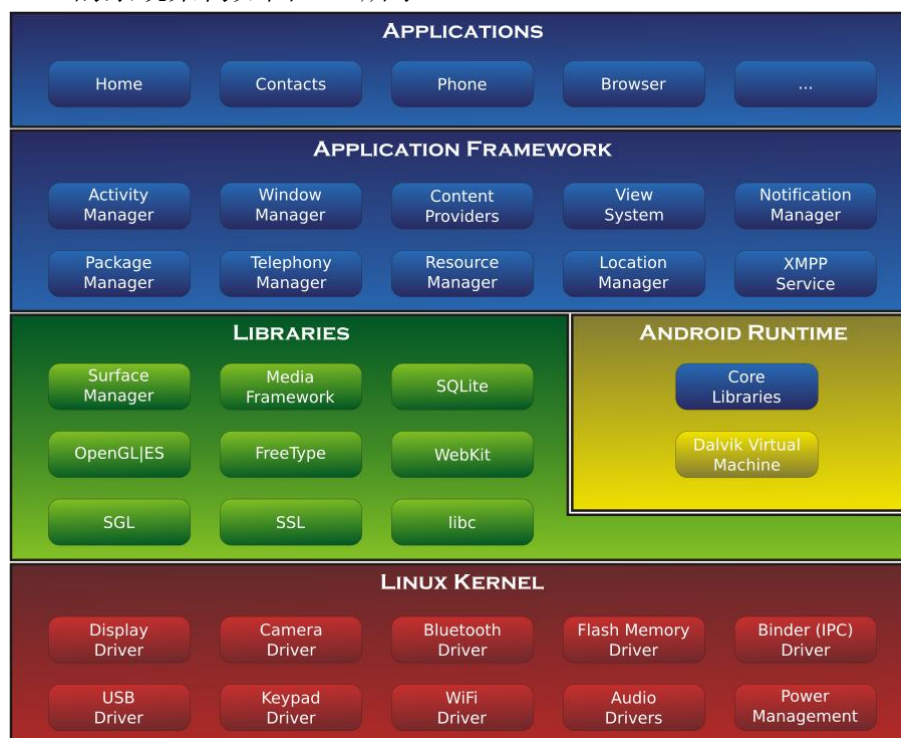 APPLICATIONS
Home Contacts Phone Browser ...
APPLICATION FRAMEWORK
Activity Manager Window Manager Content Providers View System Notification Manager
Package Manager Telephony Manager Resource Manager Location Manager XMPP Service
LIBRARIES
Surface Manager Media Framework SQLite
OpenGL|ES FreeType WebKit
SGL SSL libc
ANDROID RUNTIME
Core Libraries
Dalvik Virtual Machine
LINUX KERNEL
Display Driver Camera Driver Bluetooth Driver Flash Memory Driver Binder (IPC) Driver
USB Driver Keypad Driver WiFi Driver Audio Drivers Power Management